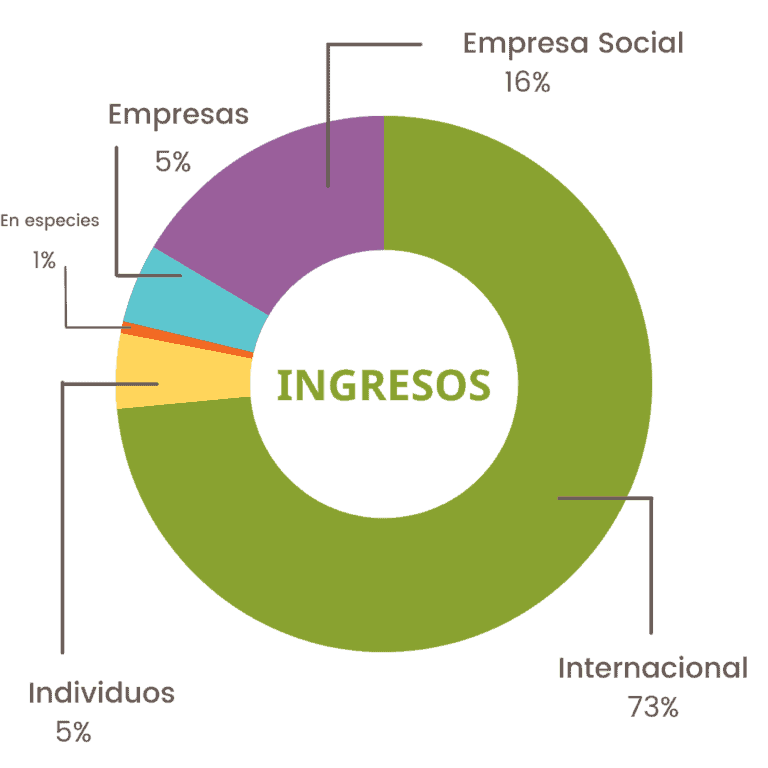 Empresa Social
16%
Empresas
5%
En especies
1%
INGRESOS
Internacional
73%
Individuos
5%